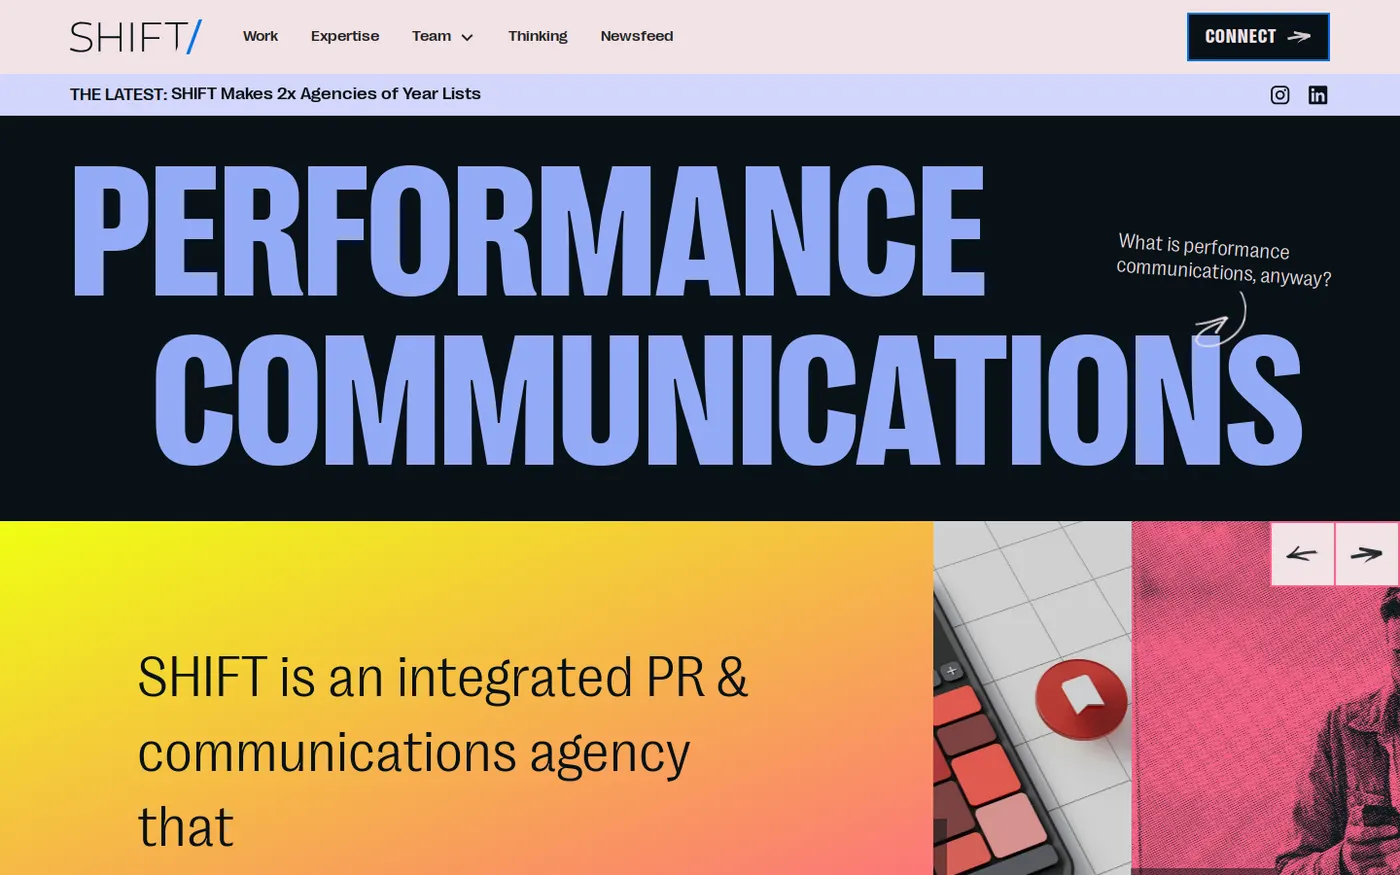 SHIFT/
Work
Expertise
Team
Thinking
Newsfeed
CONNECT
THE LATEST: SHIFT Makes 2x Agencies of Year Lists
PERFORMANCE
COMMUNICATIONS
What is performance
communications, anyway?
SHIFT is an integrated PR &
communications agency
that